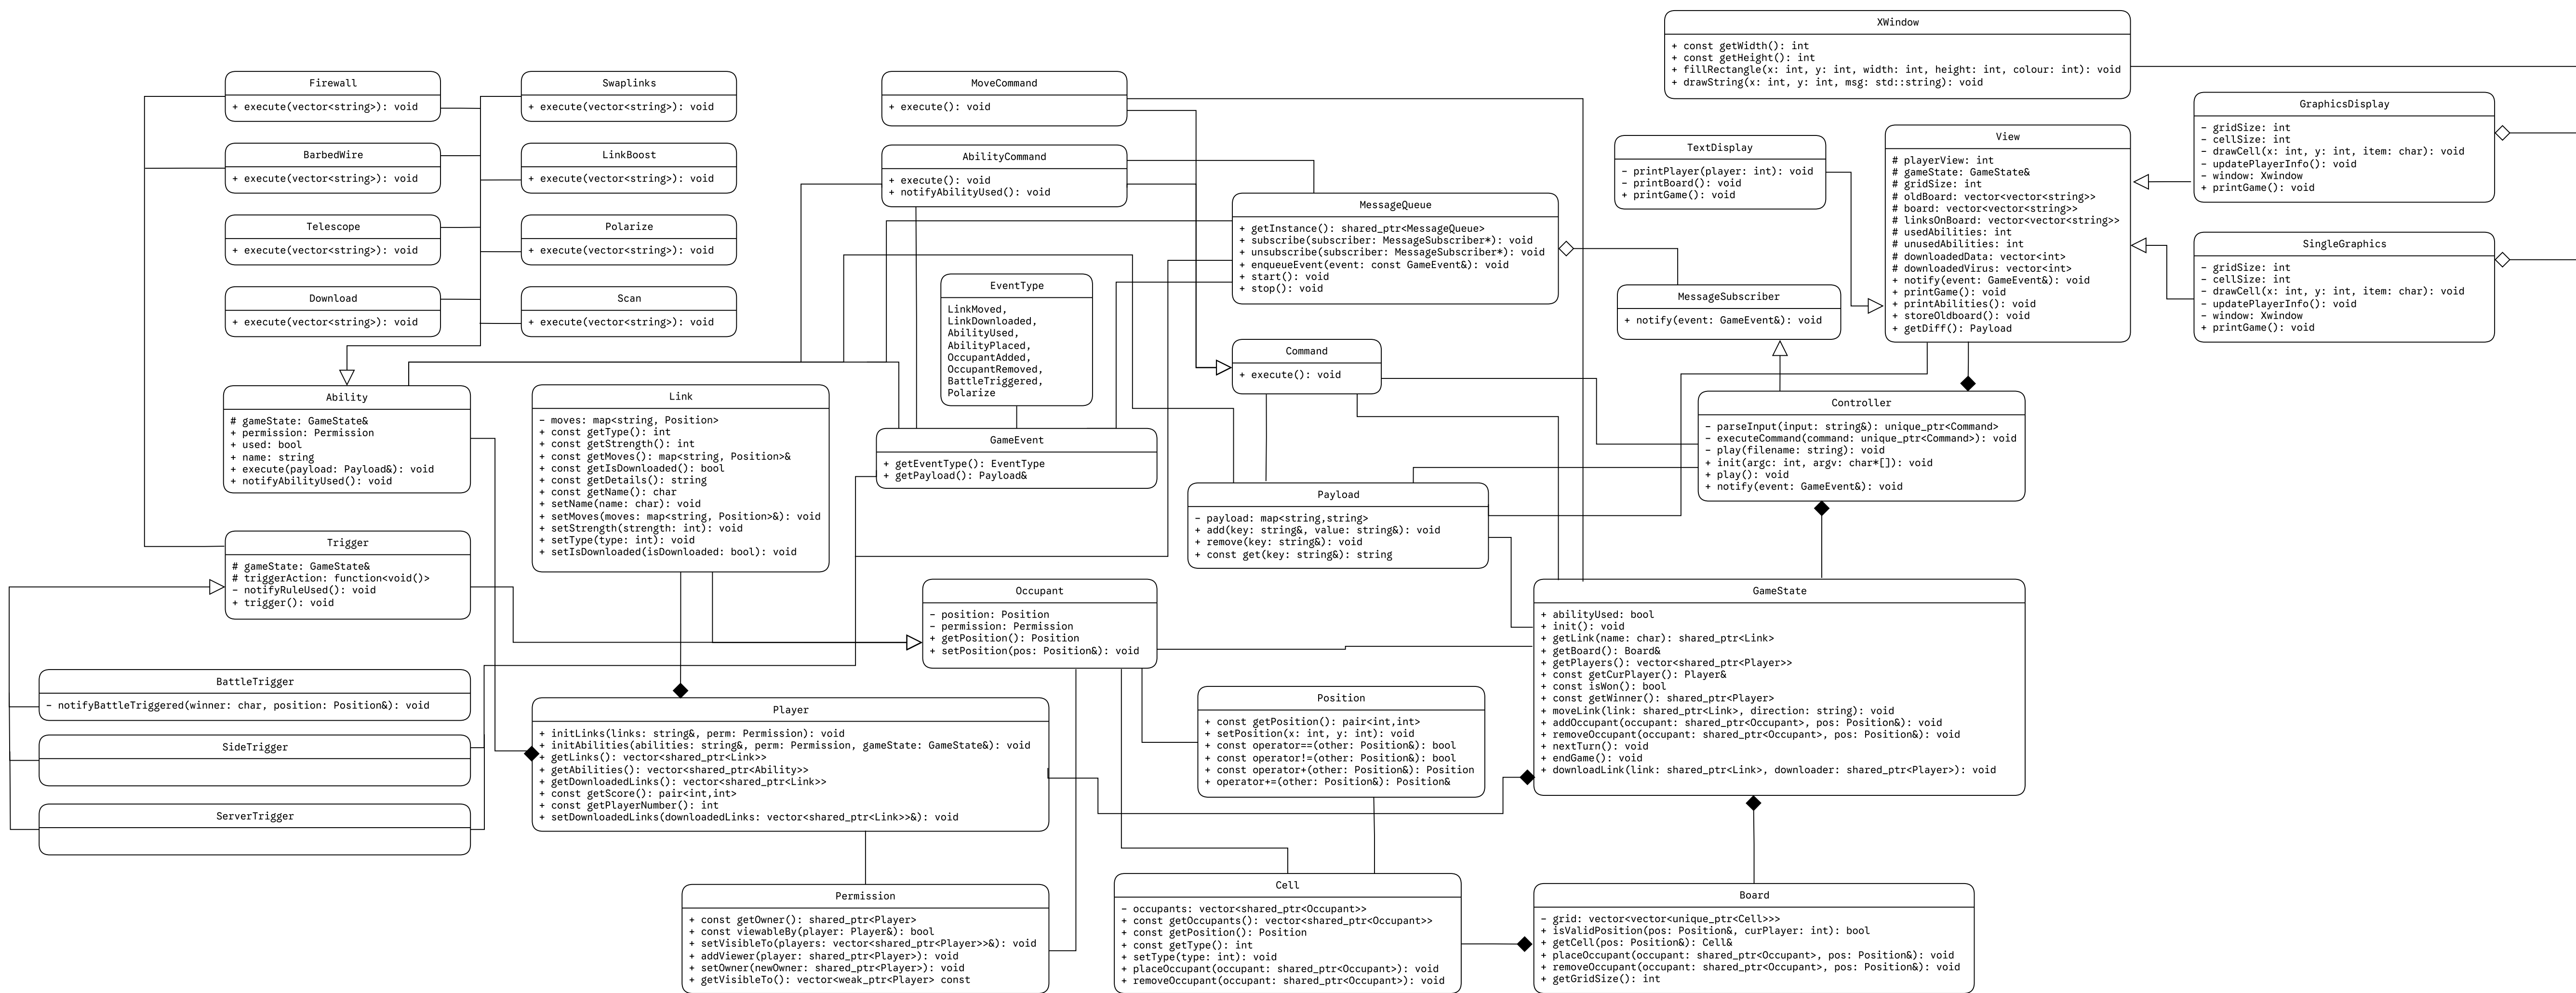 XWindow
+ const getWidth(): int
+ const getHeight(): int
+ fillRectangle(x: int, y: int, width: int, height: int, colour: int): void
+ drawString(x: int, y: int, msg: std::string): void
Firewall
+ execute(vector<string>): void
Swaplinks
+ execute(vector<string>): void
MoveCommand
+ execute(): void
GraphicsDisplay
- gridSize: int
- cellSize: int
- drawCell(x: int, y: int, item: char): void
- updatePlayerInfo(): void
- window: Xwindow
+ printGame(): void
BarbedWire
+ execute(vector<string>): void
LinkBoost
+ execute(vector<string>): void
AbilityCommand
+ execute(): void
+ notifyAbilityUsed(): void
TextDisplay
- printPlayer(player: int): void
- printBoard(): void
+ printGame(): void
View
# playerView: int
# gameState: GameState&
# gridSize: int
# oldBoard: vector<vector<string>>
# board: vector<vector<string>>
# linksOnBoard: vector<vector<string>>
# usedAbilities: int
# unusedAbilities: int
# downloadedData: vector<int>
# downloadedVirus: vector<int>
+ notify(event: GameEvent&): void
+ printGame(): void
+ printAbilities(): void
+ storeOldboard(): void
+ getDiff(): Payload
MessageQueue
+ getInstance(): shared_ptr<MessageQueue>
+ subscribe(subscriber: MessageSubscriber*): void
+ unsubscribe(subscriber: MessageSubscriber*): void
+ enqueueEvent(event: const GameEvent&): void
+ start(): void
+ stop(): void
Telescope
+ execute(vector<string>): void
Polarize
+ execute(vector<string>): void
SingleGraphics
- gridSize: int
- cellSize: int
- drawCell(x: int, y: int, item: char): void
- updatePlayerInfo(): void
- window: Xwindow
+ printGame(): void
Download
+ execute(vector<string>): void
Scan
+ execute(vector<string>): void
EventType
LinkMoved,
LinkDownloaded,
AbilityUsed,
AbilityPlaced,
OccupantAdded,
OccupantRemoved,
BattleTriggered,
Polarize
MessageSubscriber
+ notify(event: GameEvent&): void
Command
+ execute(): void
Ability
# gameState: GameState&
+ permission: Permission
+ used: bool
+ name: string
+ execute(payload: Payload&): void
+ notifyAbilityUsed(): void
Link
- moves: map<string, Position>
+ const getType(): int
+ const getStrength(): int
+ const getMoves(): map<string, Position>&
+ const getIsDownloaded(): bool
+ const getDetails(): string
+ const getName(): char
+ setName(name: char): void
+ setMoves(moves: map<string, Position>&): void
+ setStrength(strength: int): void
+ setType(type: int): void
+ setIsDownloaded(isDownloaded: bool): void
GameEvent
+ getEventType(): EventType
+ getPayload(): Payload&
Controller
- parseInput(input: string&): unique_ptr<Command>
- executeCommand(command: unique_ptr<Command>): void
- play(filename: string): void
+ init(argc: int, argv: char*[]): void
+ play(): void
+ notify(event: GameEvent&): void
Payload
- payload: map<string,string>
+ add(key: string&, value: string&): void
+ remove(key: string&): void
+ const get(key: string&): string
Trigger
# gameState: GameState&
# triggerAction: function<void()>
- notifyRuleUsed(): void
+ trigger(): void
Occupant
- position: Position
- permission: Permission
+ getPosition(): Position
+ setPosition(pos: Position&): void
GameState
+ abilityUsed: bool
+ init(): void
+ getLink(name: char): shared_ptr<Link>
+ getBoard(): Board&
+ getPlayers(): vector<shared_ptr<Player>>
+ const getCurPlayer(): Player&
+ const isWon(): bool
+ const getWinner(): shared_ptr<Player>
+ moveLink(link: shared_ptr<Link>, direction: string): void
+ addOccupant(occupant: shared_ptr<Occupant>, pos: Position&): void
+ removeOccupant(occupant: shared_ptr<Occupant>, pos: Position&): void
+ nextTurn(): void
+ endGame(): void
+ downloadLink(link: shared_ptr<Link>, downloader: shared_ptr<Player>): void
BattleTrigger
- notifyBattleTriggered(winner: char, position: Position&): void
SideTrigger
ServerTrigger
Player
+ initLinks(links: string&, perm: Permission): void
+ initAbilities(abilities: string&, perm: Permission, gameState: GameState&): void
+ getLinks(): vector<shared_ptr<Link>>
+ getAbilities(): vector<shared_ptr<Ability>>
+ getDownloadedLinks(): vector<shared_ptr<Link>>
+ const getScore(): pair<int,int>
+ const getPlayerNumber(): int
+ setDownloadedLinks(downloadedLinks: vector<shared_ptr<Link>>&): void
Position
+ const getPosition(): pair<int,int>
+ setPosition(x: int, y: int): void
+ const operator==(other: Position&): bool
+ const operator!=(other: Position&): bool
+ const operator+(other: Position&): Position
+ operator+=(other: Position&): Position&
Permission
+ const getOwner(): shared_ptr<Player>
+ const viewableBy(player: Player&): bool
+ setVisibleTo(players: vector<shared_ptr<Player>>&): void
+ addViewer(player: shared_ptr<Player>): void
+ setOwner(newOwner: shared_ptr<Player>): void
+ getVisibleTo(): vector<weak_ptr<Player> const
Cell
- occupants: vector<shared_ptr<Occupant>>
+ const getOccupants(): vector<shared_ptr<Occupant>>
+ const getPosition(): Position
+ const getType(): int
+ setType(type: int): void
+ placeOccupant(occupant: shared_ptr<Occupant>): void
+ removeOccupant(occupant: shared_ptr<Occupant>): void
Board
- grid: vector<vector<unique_ptr<Cell>>>
+ isValidPosition(pos: Position&, curPlayer: int): bool
+ getCell(pos: Position&): Cell&
+ placeOccupant(occupant: shared_ptr<Occupant>, pos: Position&): void
+ removeOccupant(occupant: shared_ptr<Occupant>, pos: Position&): void
+ getGridSize(): int